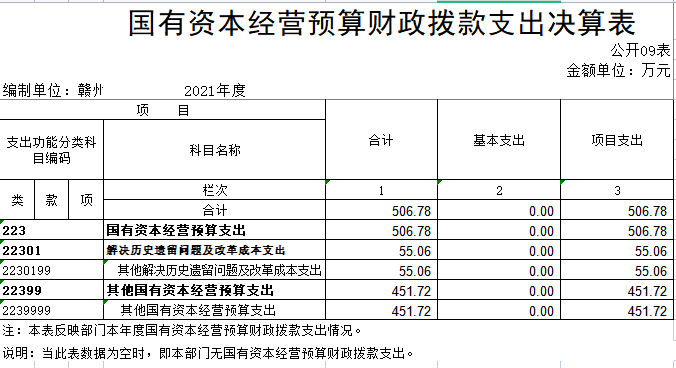 国有资本经营预算财政拨款支出决算表
公开09表
金额单位：万元
编制单位：赣州 2021年度
项 目 合计 基本支出 项目支出
支出功能分类科目编码 科目名称
类 款 项 栏次 1 2 3
合计 506.78 0.00 506.78
223 国有资本经营预算支出 506.78 0.00 506.78
22301 解决历史遗留问题及改革成本支出 55.06 0.00 55.06
2230199 其他解决历史遗留问题及改革成本支出 55.06 0.00 55.06
22399 其他国有资本经营预算支出 451.72 0.00 451.72
2239999 其他国有资本经营预算支出 451.72 0.00 451.72
注：本表反映部门本年度国有资本经营预算财政拨款支出情况。
说明：当此表数据为空时，即本部门无国有资本经营预算财政拨款支出。